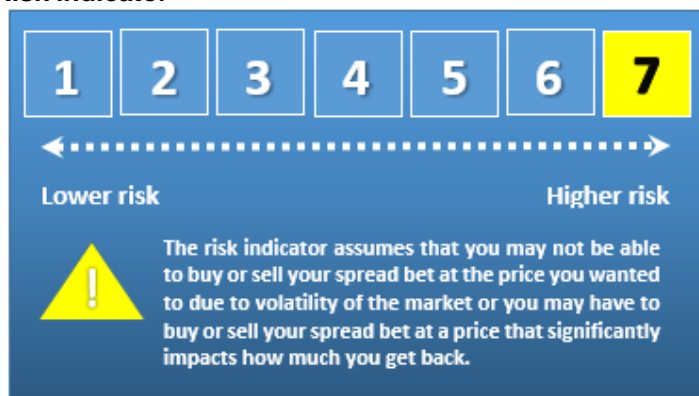 Risk Indicator
1 2 3 4 5 6 7
Lower risk Higher risk
!
The risk indicator assumes that you may not be able
to buy or sell your spread bet at the price you wanted
to due to volatility of the market or you may have to
buy or sell your spread bet at a price that significantly
impacts how much you get back.